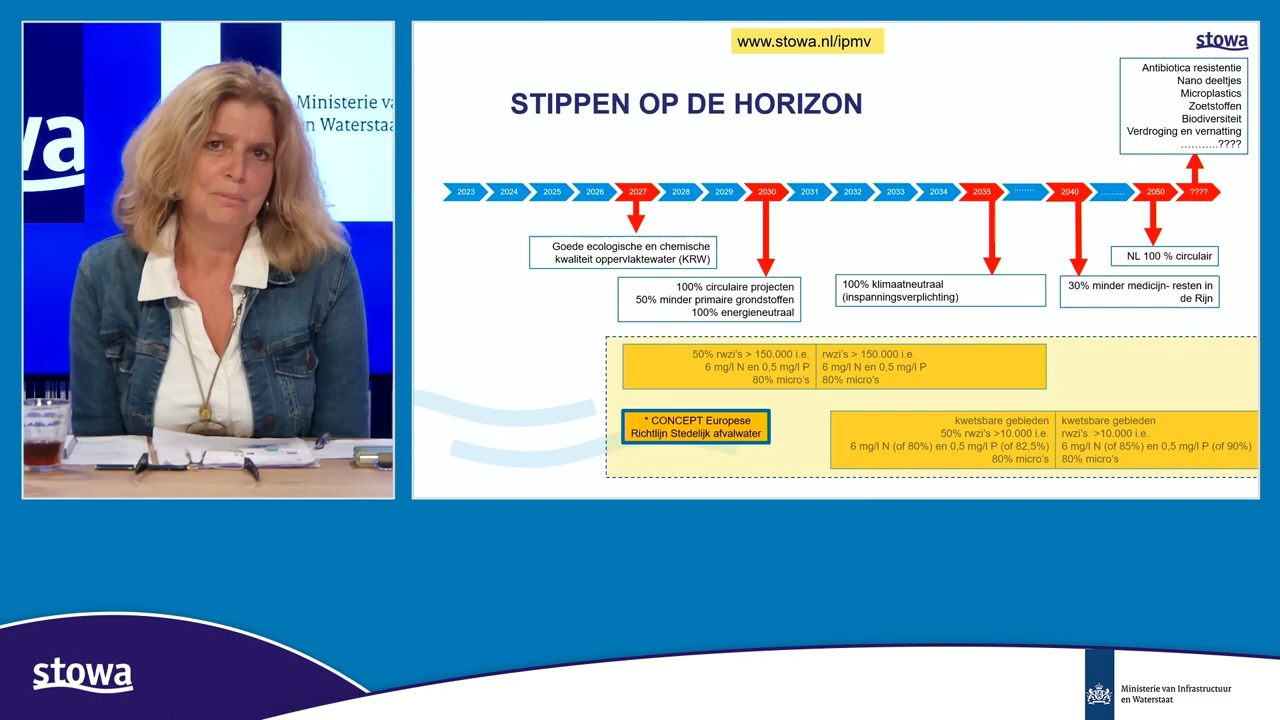 wa
Ministerie va
en Waterstaa
www.stowa.nl/ipmv
stowa
STIPPEN OP DE HORIZON
Antibiotica resistentie
Nano deeltjes
Microplastics
Zoetstoffen
Biodiversiteit
Verdroging en vernatting
...........????
2023 2024 2025 2026 2027 2028 2029 2030 2031 2032 2033 2034 2035 ........ 2040 ......... 2050 ????
Goede ecologische en chemische
kwaliteit oppervlaktewater (KRW)
100% circulaire projecten
50% minder primaire grondstoffen
100% energieneutraal
100% klimaatneutraal
(inspanningsverplichting)
NL 100 % circulair
30% minder medicijn- resten in
de Rijn
50% rwzi's > 150.000 i.e.
6 mg/l N en 0,5 mg/l P
80% micro's
rwzi's > 150.000 i.e.
6 mg/l N en 0,5 mg/l P
80% micro's
* CONCEPT Europese
Richtlijn Stedelijk afvalwater
kwetsbare gebieden
50% rwzi's >10.000 i.e.
6 mg/l N (of 80%) en 0,5 mg/l P (of 82,5%)
80% micro's
kwetsbare gebieden
rwzi's >10.000 i.e.
6 mg/l N (of 85%) en 0,5 mg/l P (of 90%)
80% micro's
stowa
Ministerie van Infrastructuur
en Waterstaat